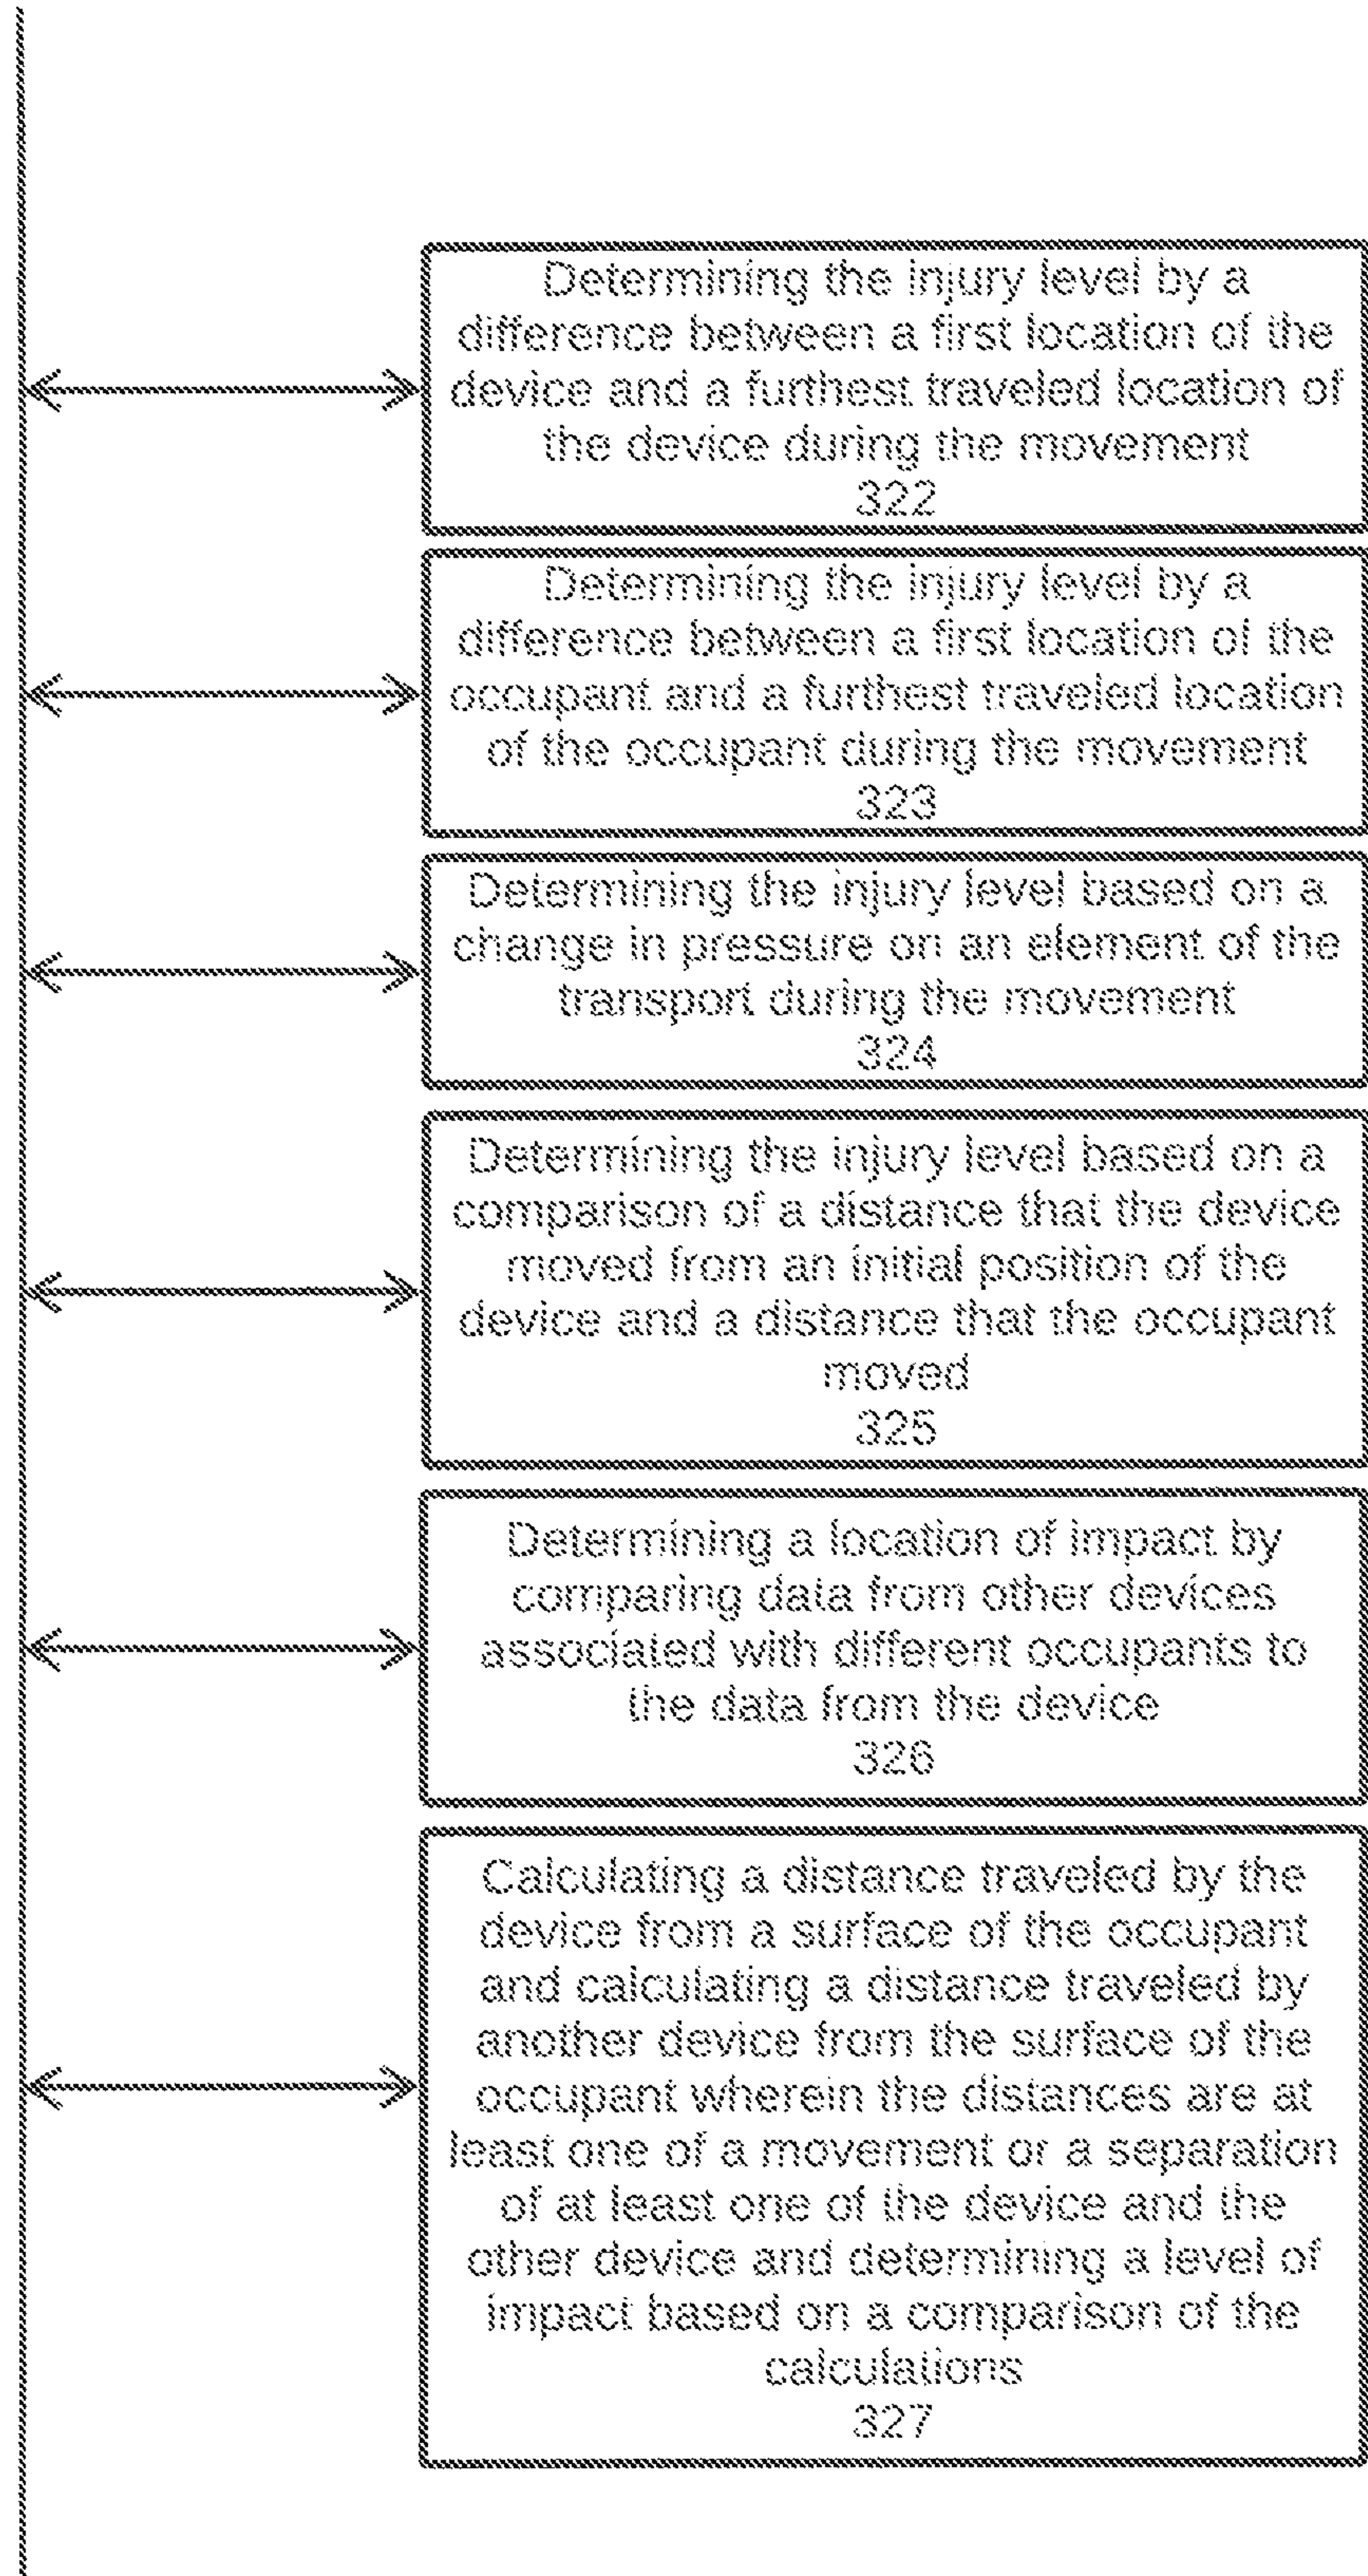 Determining the injury level by a
difference between a first location of the
device and a furthest traveled location of
the device during the movement
322
Determining the injury level by a
difference between a first location of the
occupant and a furthest traveled location
of the occupant during the movement
323
Determining the injury level based on a
change in pressure on an element of the
transport during the movement
324
Determining the injury level based on a
comparison of a distance that the device
moved from an initial position of the
device and a distance that the occupant
moved
325
Determining a location of impact by
comparing data from other devices
associated with different occupants to
the data from the device
326
Calculating a distance traveled by the
device from a surface of the occupant
and calculating a distance traveled by
another device from the surface of the
occupant wherein the distances are at
least one of a movement or a separation
of at least one of the device and the
other device and determining a level of
impact based on a comparison of the
calculations
327